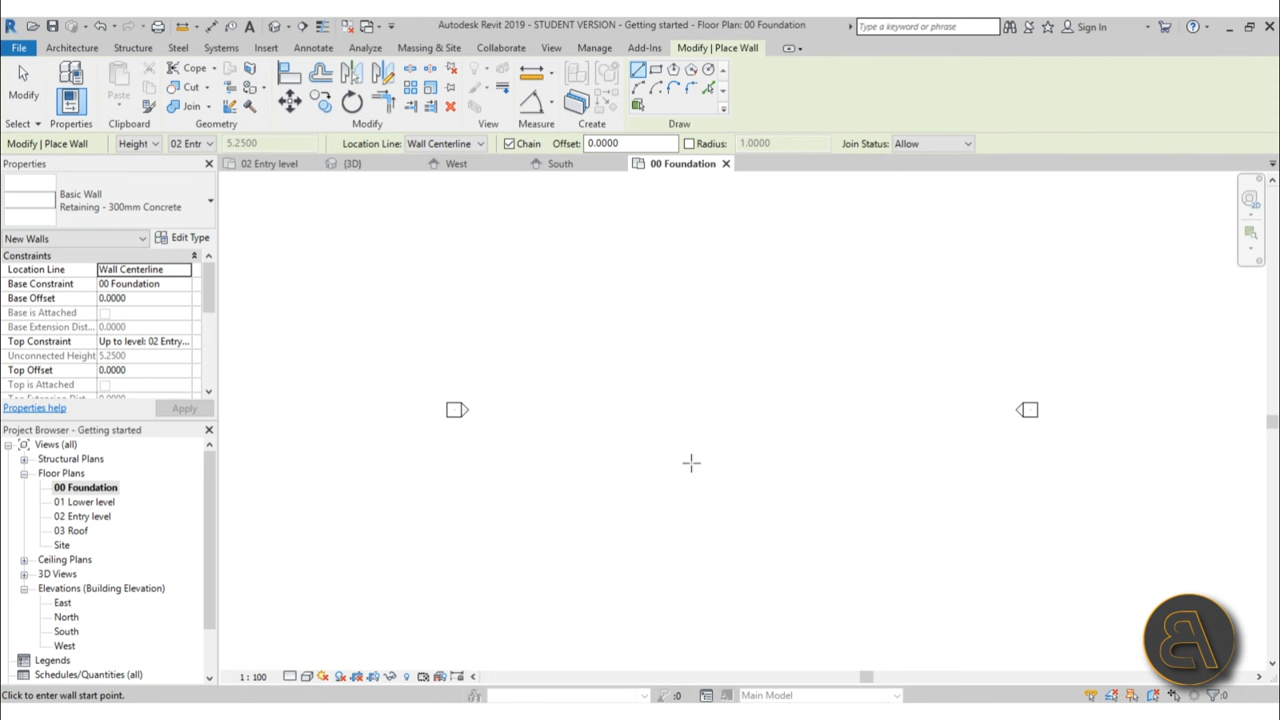 Autodesk Revit 2019 - STUDENT VERSION - Getting started - Floor Plan: 00 Foundation
Type a keyword or phrase
Sign In
File Architecture Structure Steel Systems Insert Annotate Analyze Massing & Site Collaborate View Manage Add-Ins Modify | Place Wall
Modify
Properties
Paste
Cope
Cut
Join
Select Properties Clipboard Geometry Modify View Measure Create Draw
Modify | Place Wall Height 02 Entr 5.2500 Location Line: Wall Centerline Chain Offset: 0.0000 Radius: 1.0000 Join Status: Allow
Properties
02 Entry level {3D} West South 00 Foundation
Basic Wall
Retaining - 300mm Concrete
New Walls Edit Type
Constraints
Location Line Wall Centerline
Base Constraint 00 Foundation
Base Offset 0.0000
Base is Attached
Base Extension Dist... 0.0000
Top Constraint Up to level: 02 Entry...
Unconnected Height 5.2500
Top Offset 0.0000
Top is Attached
Properties help Apply
Project Browser - Getting started
Views (all)
Structural Plans
Floor Plans
00 Foundation
01 Lower level
02 Entry level
03 Roof
Site
Ceiling Plans
3D Views
Elevations (Building Elevation)
East
North
South
West
Legends
Schedules/Quantities (all)
1 : 100
Click to enter wall start point.
:0
Main Model
:0
2D